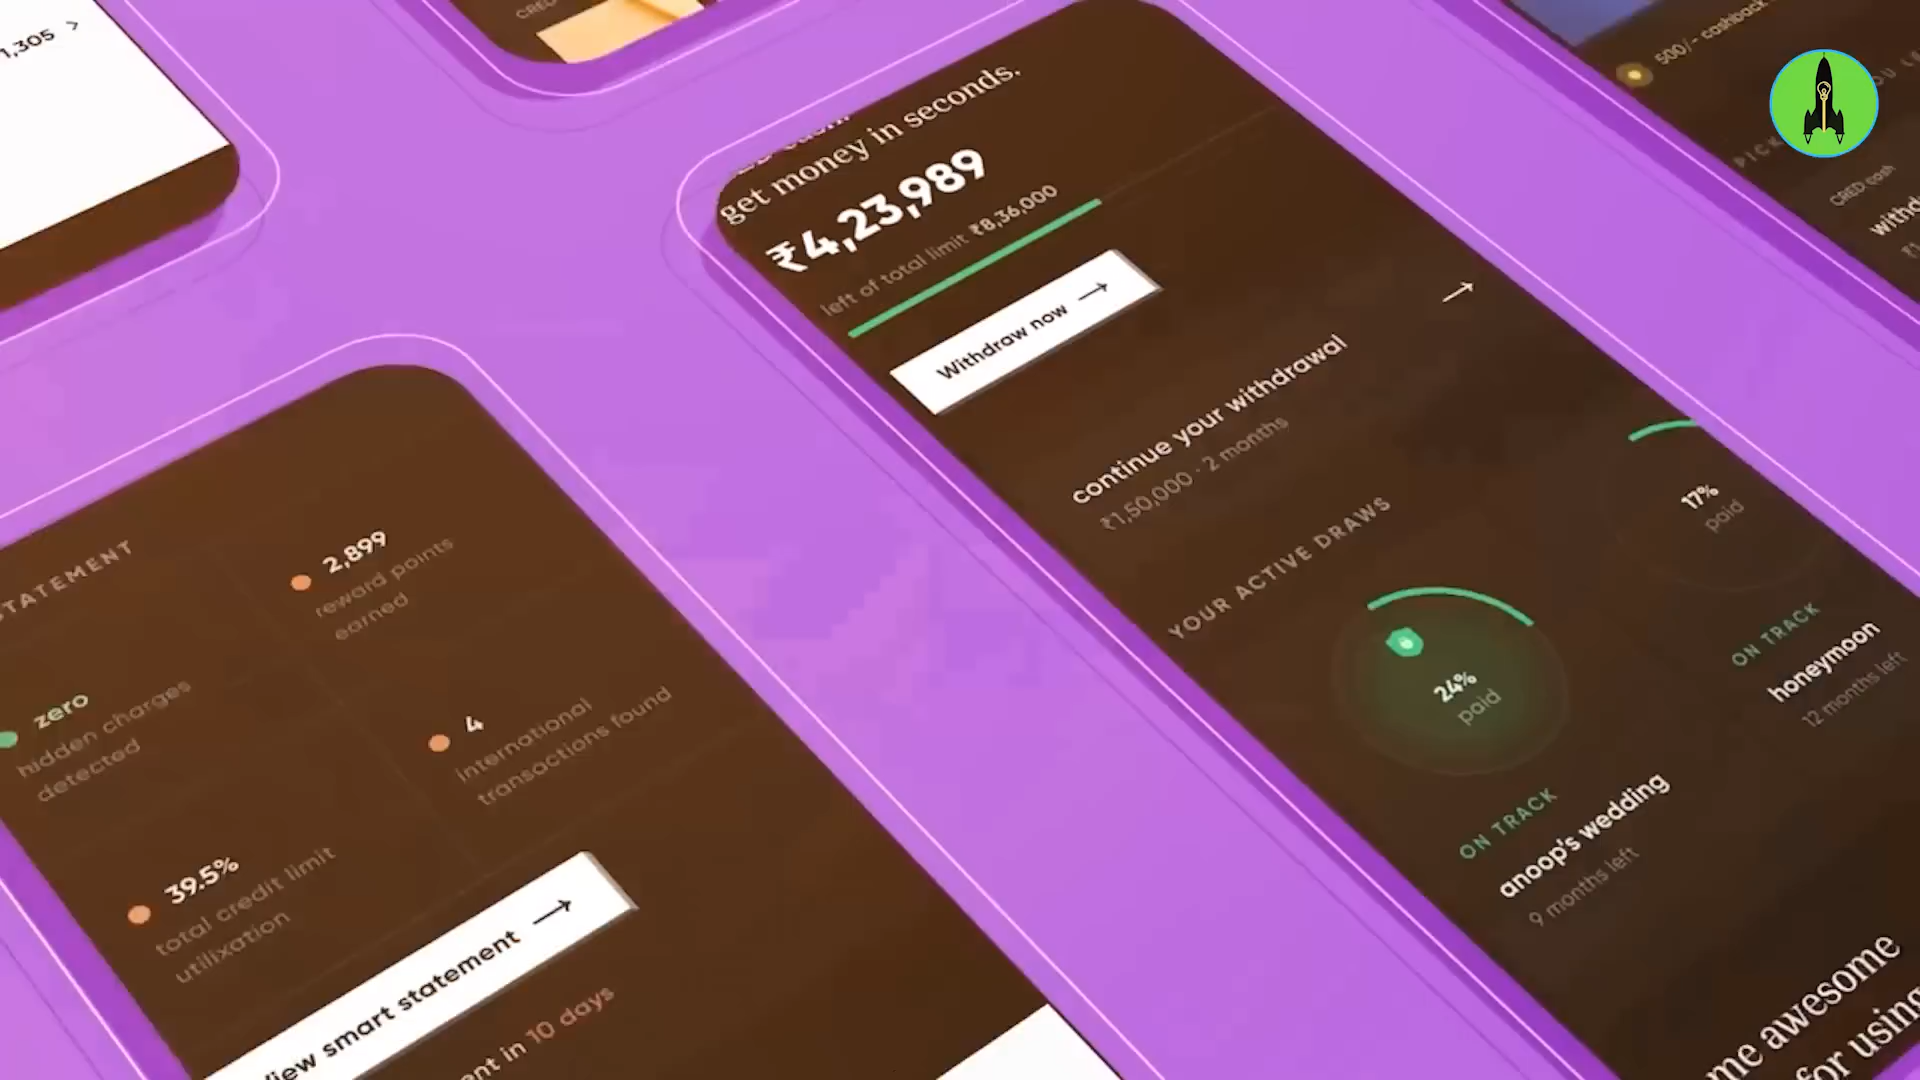 1,305 >
get money in seconds.
₹4,23,989
left of total limit ₹8,36,000
Withdraw now →
continue your withdrawal →
₹1,50,000 · 2 months
YOUR ACTIVE DRAWS
24%
paid
ON TRACK
anoop's wedding
9 months left
17%
paid
ON TRACK
honeymoon
12 months left
me awesome
for using
STATEMENT
2,899
reward points
earned
zero
hidden charges
detected
4
international
transactions found
39.5%
total credit limit
utilixation
view smart statement →
in 10 days
500/- cashback
CRED cash
CRED